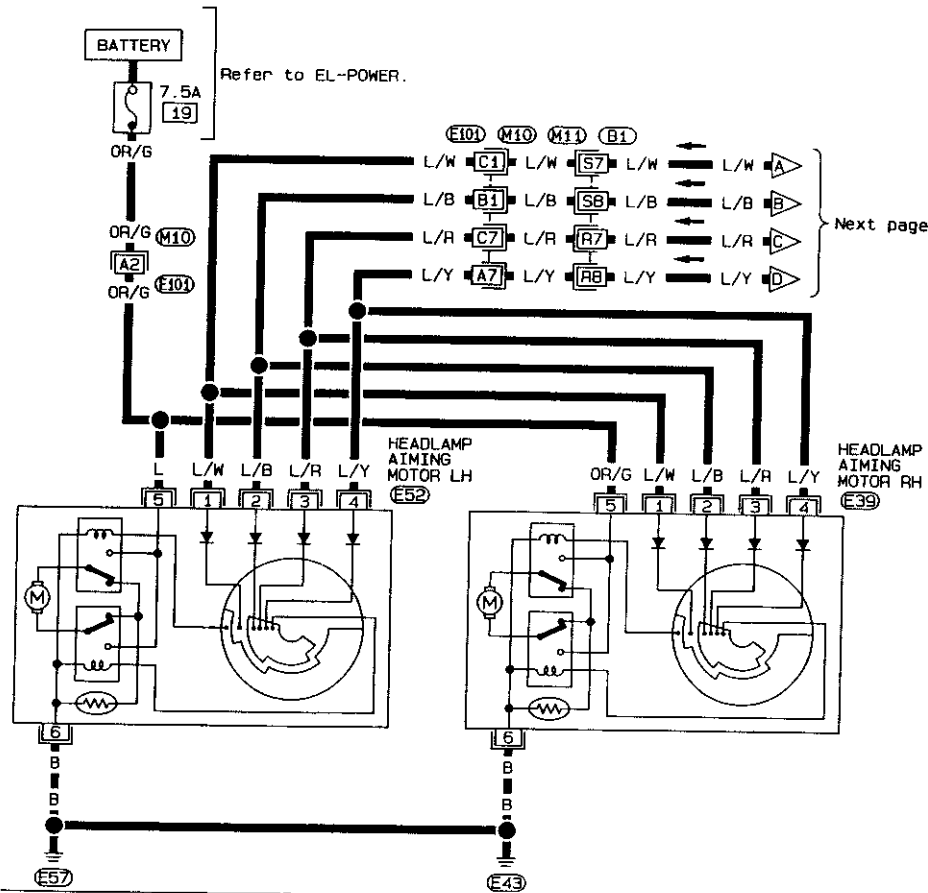 BATTERY
Refer to EL-POWER.
7.5A
19
OR/G
OR/G M10
A2
OR/G E101
E101 M10 M11 B1
L/W C1 L/W S7 L/W L/W A
L/B B1 L/B S8 L/B L/B B
L/R C7 L/R R7 L/R L/R C
L/Y A7 L/Y R8 L/Y L/Y D
Next page
HEADLAMP
AIMING
MOTOR LH
E52
L L/W L/B L/R L/Y
5 1 2 3 4
HEADLAMP
AIMING
MOTOR RH
E39
OR/G L/W L/B L/R L/Y
5 1 2 3 4
M
M
6
6
B
B
B
B
E57
E43